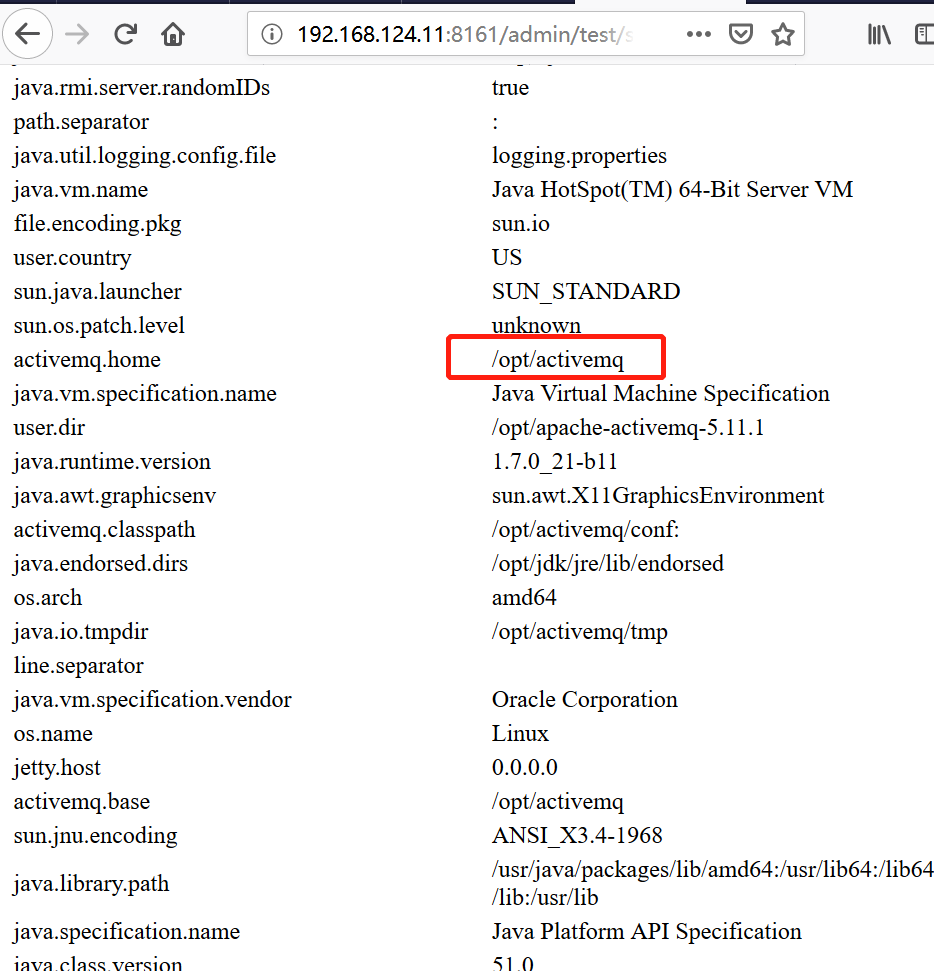 192.168.124.11:8161/admin/test/s
java.rmi.server.randomIDs true
path.separator :
java.util.logging.config.file logging.properties
java.vm.name Java HotSpot(TM) 64-Bit Server VM
file.encoding.pkg sun.io
user.country US
sun.java.launcher SUN_STANDARD
sun.os.patch.level unknown
activemq.home /opt/activemq
java.vm.specification.name Java Virtual Machine Specification
user.dir /opt/apache-activemq-5.11.1
java.runtime.version 1.7.0_21-b11
java.awt.graphicsenv sun.awt.X11GraphicsEnvironment
activemq.classpath /opt/activemq/conf:
java.endorsed.dirs /opt/jdk/jre/lib/endorsed
os.arch amd64
java.io.tmpdir /opt/activemq/tmp
line.separator
java.vm.specification.vendor Oracle Corporation
os.name Linux
jetty.host 0.0.0.0
activemq.base /opt/activemq
sun.jnu.encoding ANSI_X3.4-1968
java.library.path /usr/java/packages/lib/amd64:/usr/lib64:/lib64
/lib:/usr/lib
java.specification.name Java Platform API Specification
java.class.version 51.0